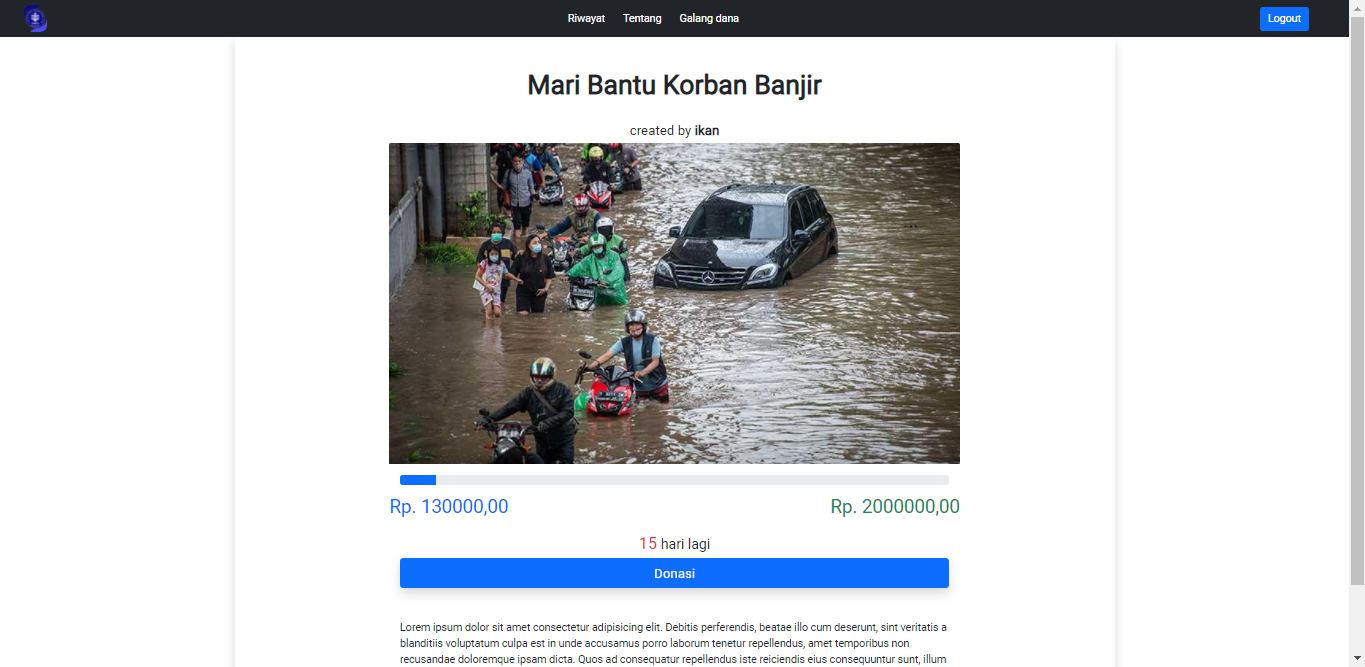 Riwayat Tentang Galang dana Logout
Mari Bantu Korban Banjir
created by ikan
Rp. 130000,00 Rp. 2000000,00
15 hari lagi
Donasi
Lorem ipsum dolor sit amet consectetur adipisicing elit. Debitis perferendis, beatae illo cum deserunt, sint veritatis a
blanditiis voluptatum culpa est in unde accusamus porro laborum tenetur repellendus, amet temporibus non
recusandae doloremque ipsam dicta. Quos ad consequatur repellendus iste reiciendis eius consequuntur sunt, illum